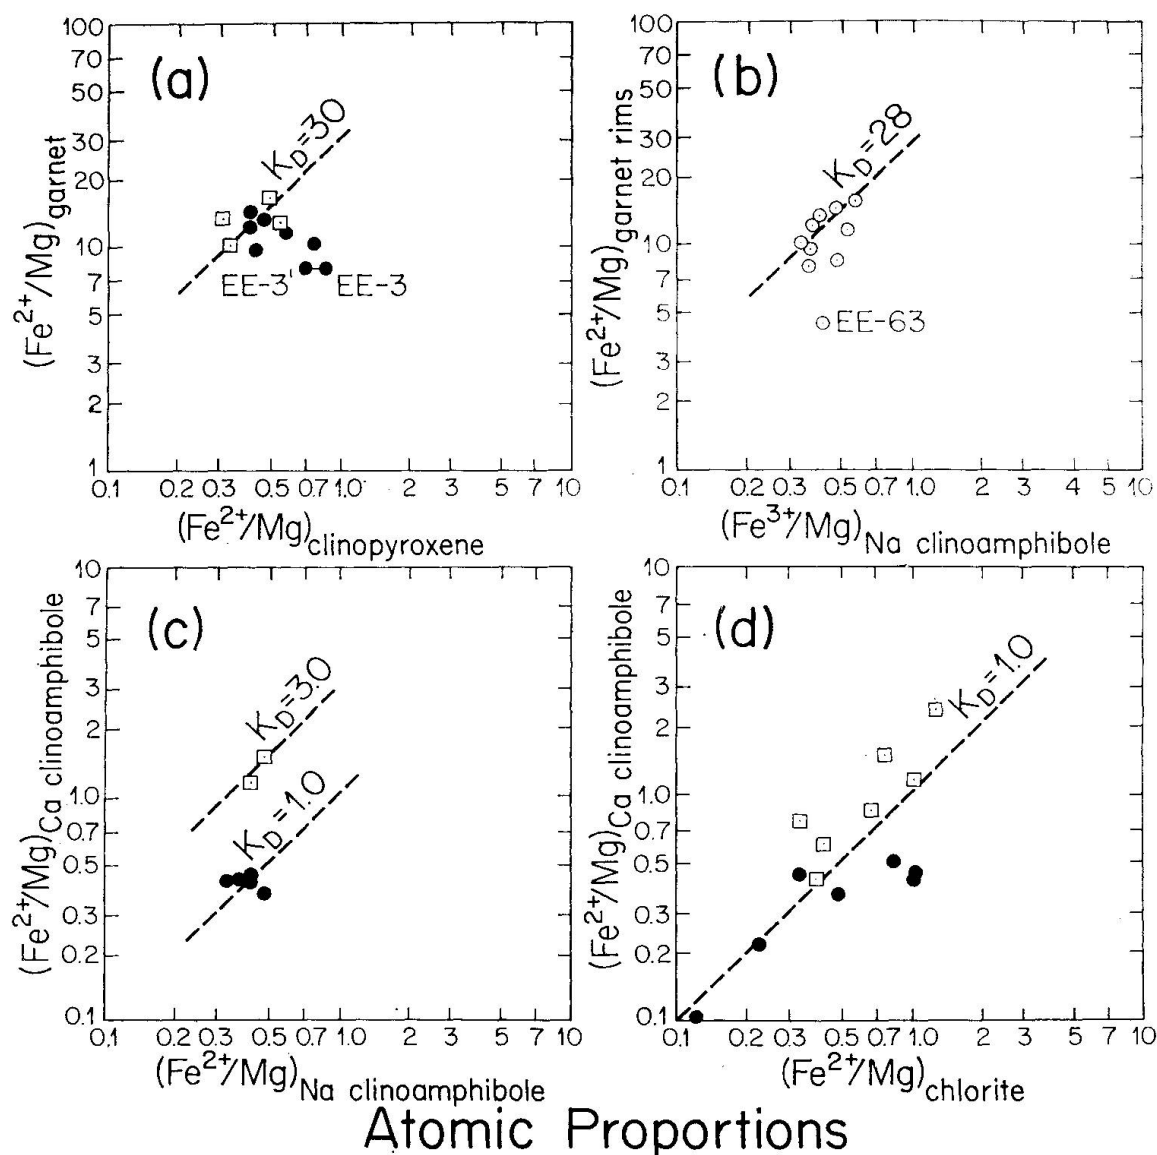 (a)
100
70
50
30
20
10
7
5
3
2
1
(Fe2+/Mg)garnet
KD=30
EE-3' EE-3
0.1 0.2 0.3 0.5 0.7 1.0 2 3 5 7 10
(Fe2+/Mg)clinopyroxene
(b)
100
70
50
30
20
10
7
5
3
2
1
(Fe2+/Mg)garnet rims
KD=28
EE-63
0.1 0.2 0.3 0.5 0.7 1.0 2 3 4 5 10
(Fe3+/Mg)Na clinoamphibole
(c)
10
7
5
3
2
1.0
0.7
0.5
0.3
0.2
0.1
(Fe2+/Mg)Ca clinoamphibole
KD=3.0
KD=1.0
0.1 0.2 0.3 0.5 0.7 1.0 2 3 5 7 10
(Fe2+/Mg)Na clinoamphibole
(d)
10
7
5
3
2
1.0
0.7
0.5
0.3
0.2
0.1
(Fe2+/Mg)Ca clinoamphibole
KD=1.0
0.1 0.2 0.3 0.5 0.7 1.0 2 3 5 7 10
(Fe2+/Mg)chlorite
Atomic Proportions